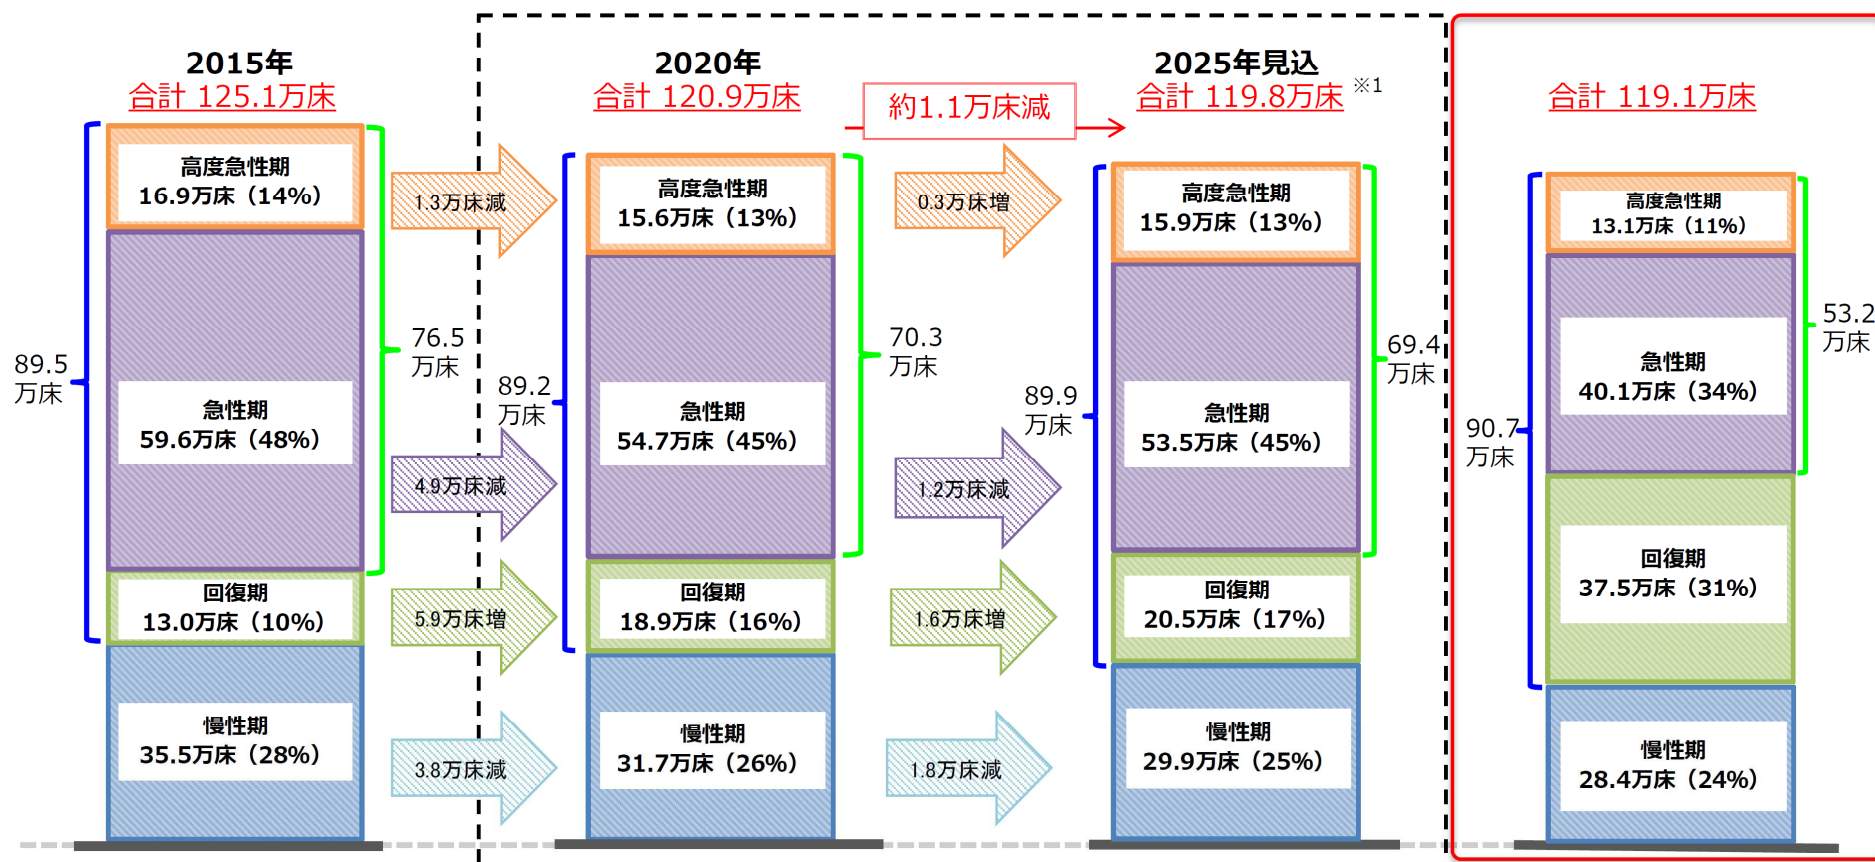 2015年
合計 125.1万床
高度急性期
16.9万床（14%）
急性期
59.6万床（48%）
回復期
13.0万床（10%）
慢性期
35.5万床（28%）
89.5
万床
76.5
万床
1.3万床減
4.9万床減
5.9万床増
3.8万床減
2020年
合計 120.9万床
高度急性期
15.6万床（13%）
急性期
54.7万床（45%）
回復期
18.9万床（16%）
慢性期
31.7万床（26%）
89.2
万床
70.3
万床
約1.1万床減
0.3万床増
1.2万床減
1.6万床増
1.8万床減
2025年見込
合計 119.8万床 ※1
高度急性期
15.9万床（13%）
急性期
53.5万床（45%）
回復期
20.5万床（17%）
慢性期
29.9万床（25%）
89.9
万床
69.4
万床
合計 119.1万床
高度急性期
13.1万床（11%）
急性期
40.1万床（34%）
回復期
37.5万床（31%）
慢性期
28.4万床（24%）
90.7
万床
53.2
万床